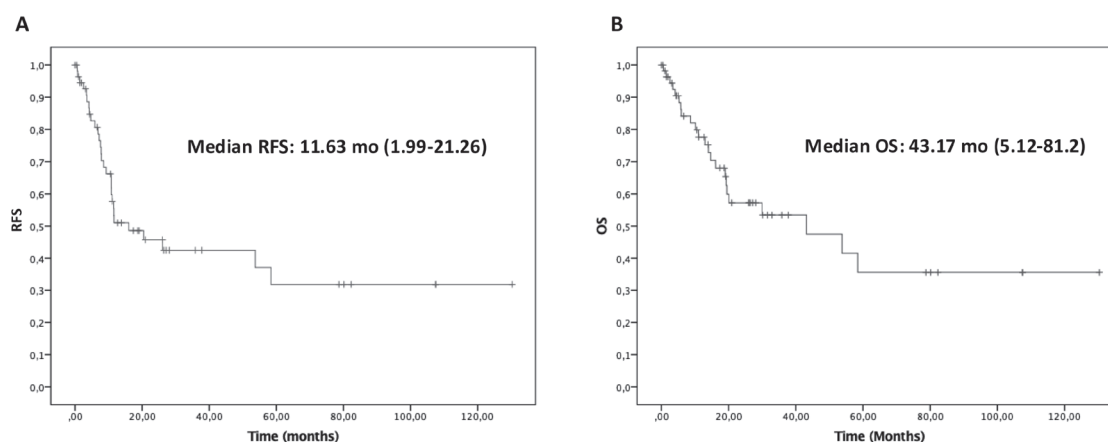 A
1,0
0,9
0,8
0,7
0,6
0,5
0,4
0,3
0,2
0,1
0,0
RFS
Median RFS: 11.63 mo (1.99-21.26)
,00 20,00 40,00 60,00 80,00 100,00 120,00
Time (months)
B
1,0
0,9
0,8
0,7
0,6
0,5
0,4
0,3
0,2
0,1
0,0
OS
Median OS: 43.17 mo (5.12-81.2)
,00 20,00 40,00 60,00 80,00 100,00 120,00
Time (Months)